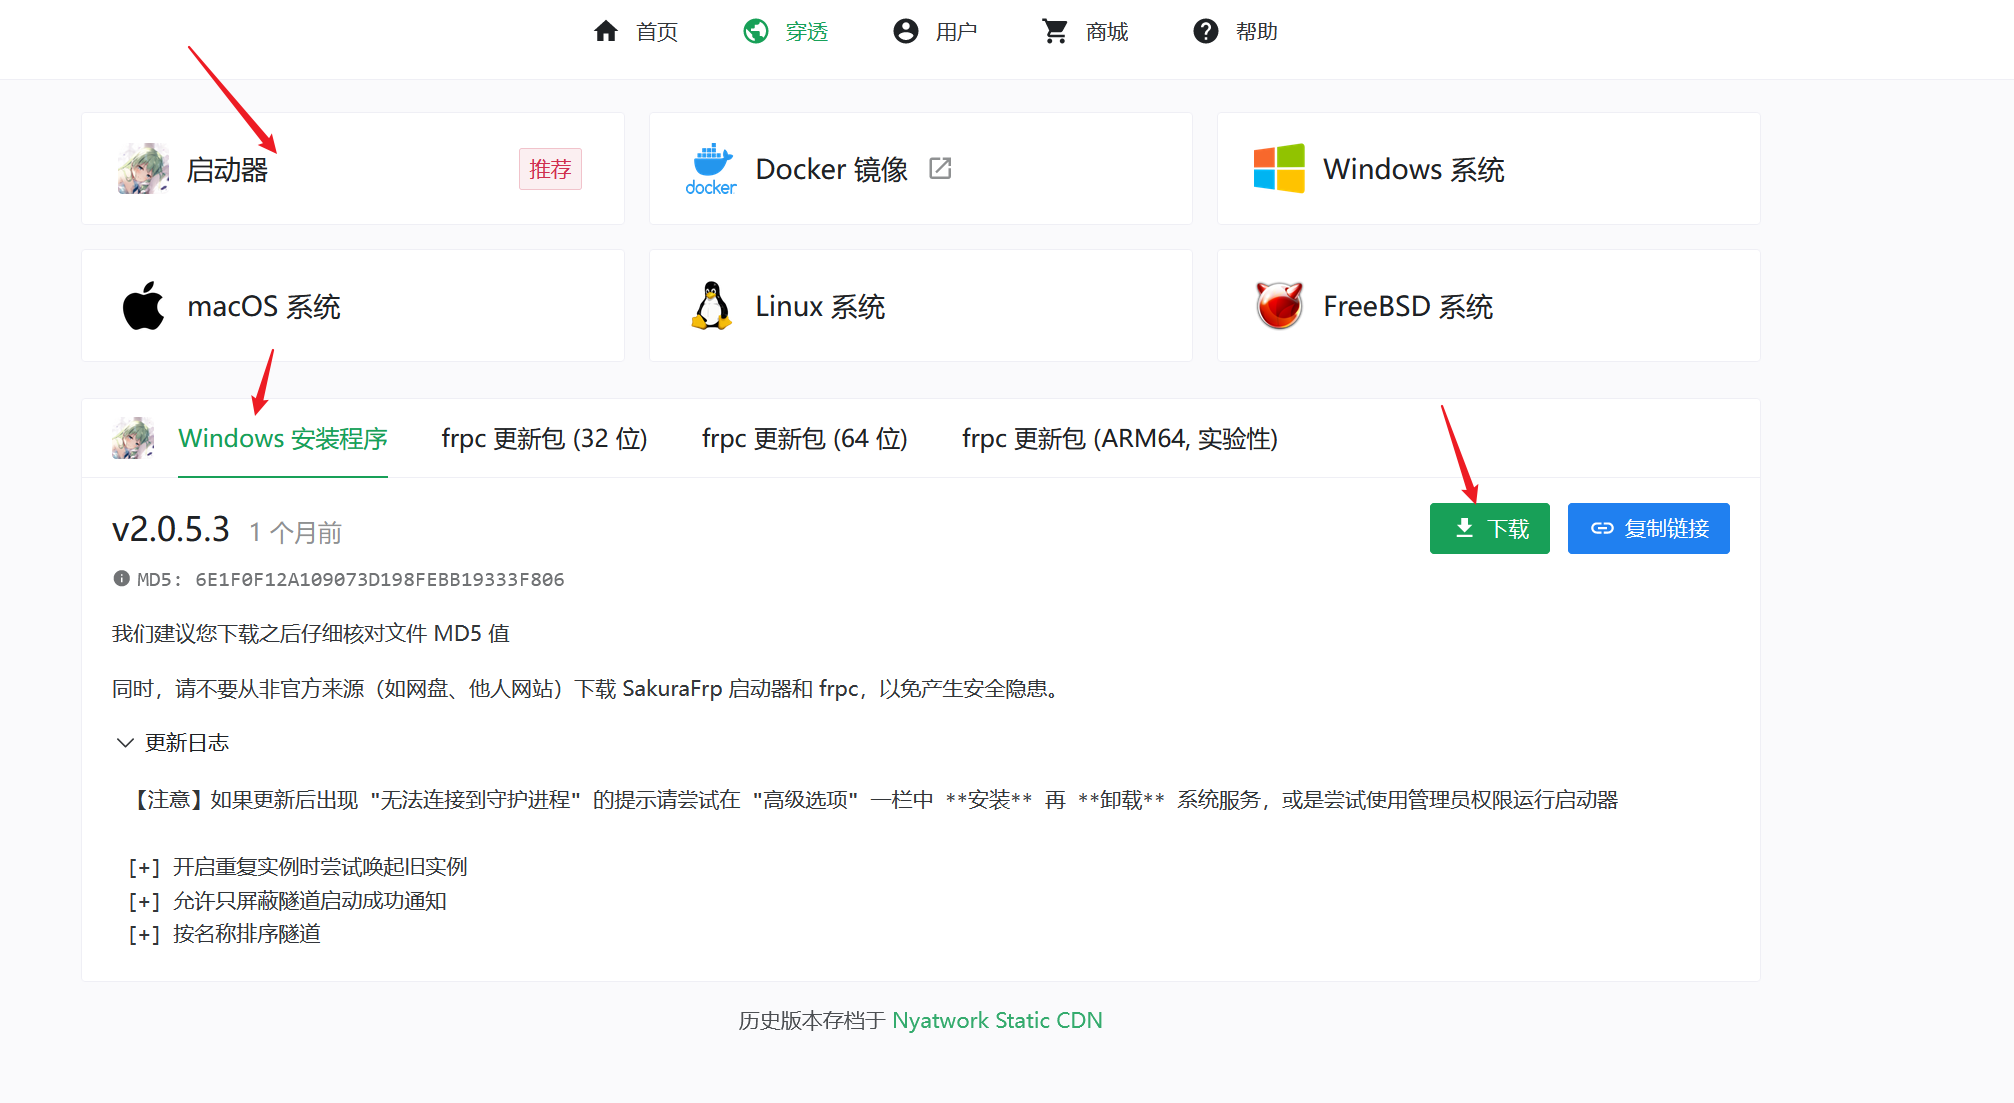 首页 穿透 用户 商城 帮助
启动器 推荐
docker Docker 镜像
Windows 系统
macOS 系统
Linux 系统
FreeBSD 系统
Windows 安装程序 frpc 更新包 (32 位) frpc 更新包 (64 位) frpc 更新包 (ARM64, 实验性)
v2.0.5.3 1 个月前 下载 复制链接
MD5: 6E1F0F12A109073D198FEBB19333F806
我们建议您下载之后仔细核对文件 MD5 值
同时，请不要从非官方来源（如网盘、他人网站）下载 SakuraFrp 启动器和 frpc，以免产生安全隐患。
更新日志
【注意】如果更新后出现 "无法连接到守护进程" 的提示请尝试在 "高级选项" 一栏中 **安装** 再 **卸载** 系统服务，或是尝试使用管理员权限运行启动器
[+] 开启重复实例时尝试唤起旧实例
[+] 允许只屏蔽隧道启动成功通知
[+] 按名称排序隧道
历史版本存档于 Nyatwork Static CDN